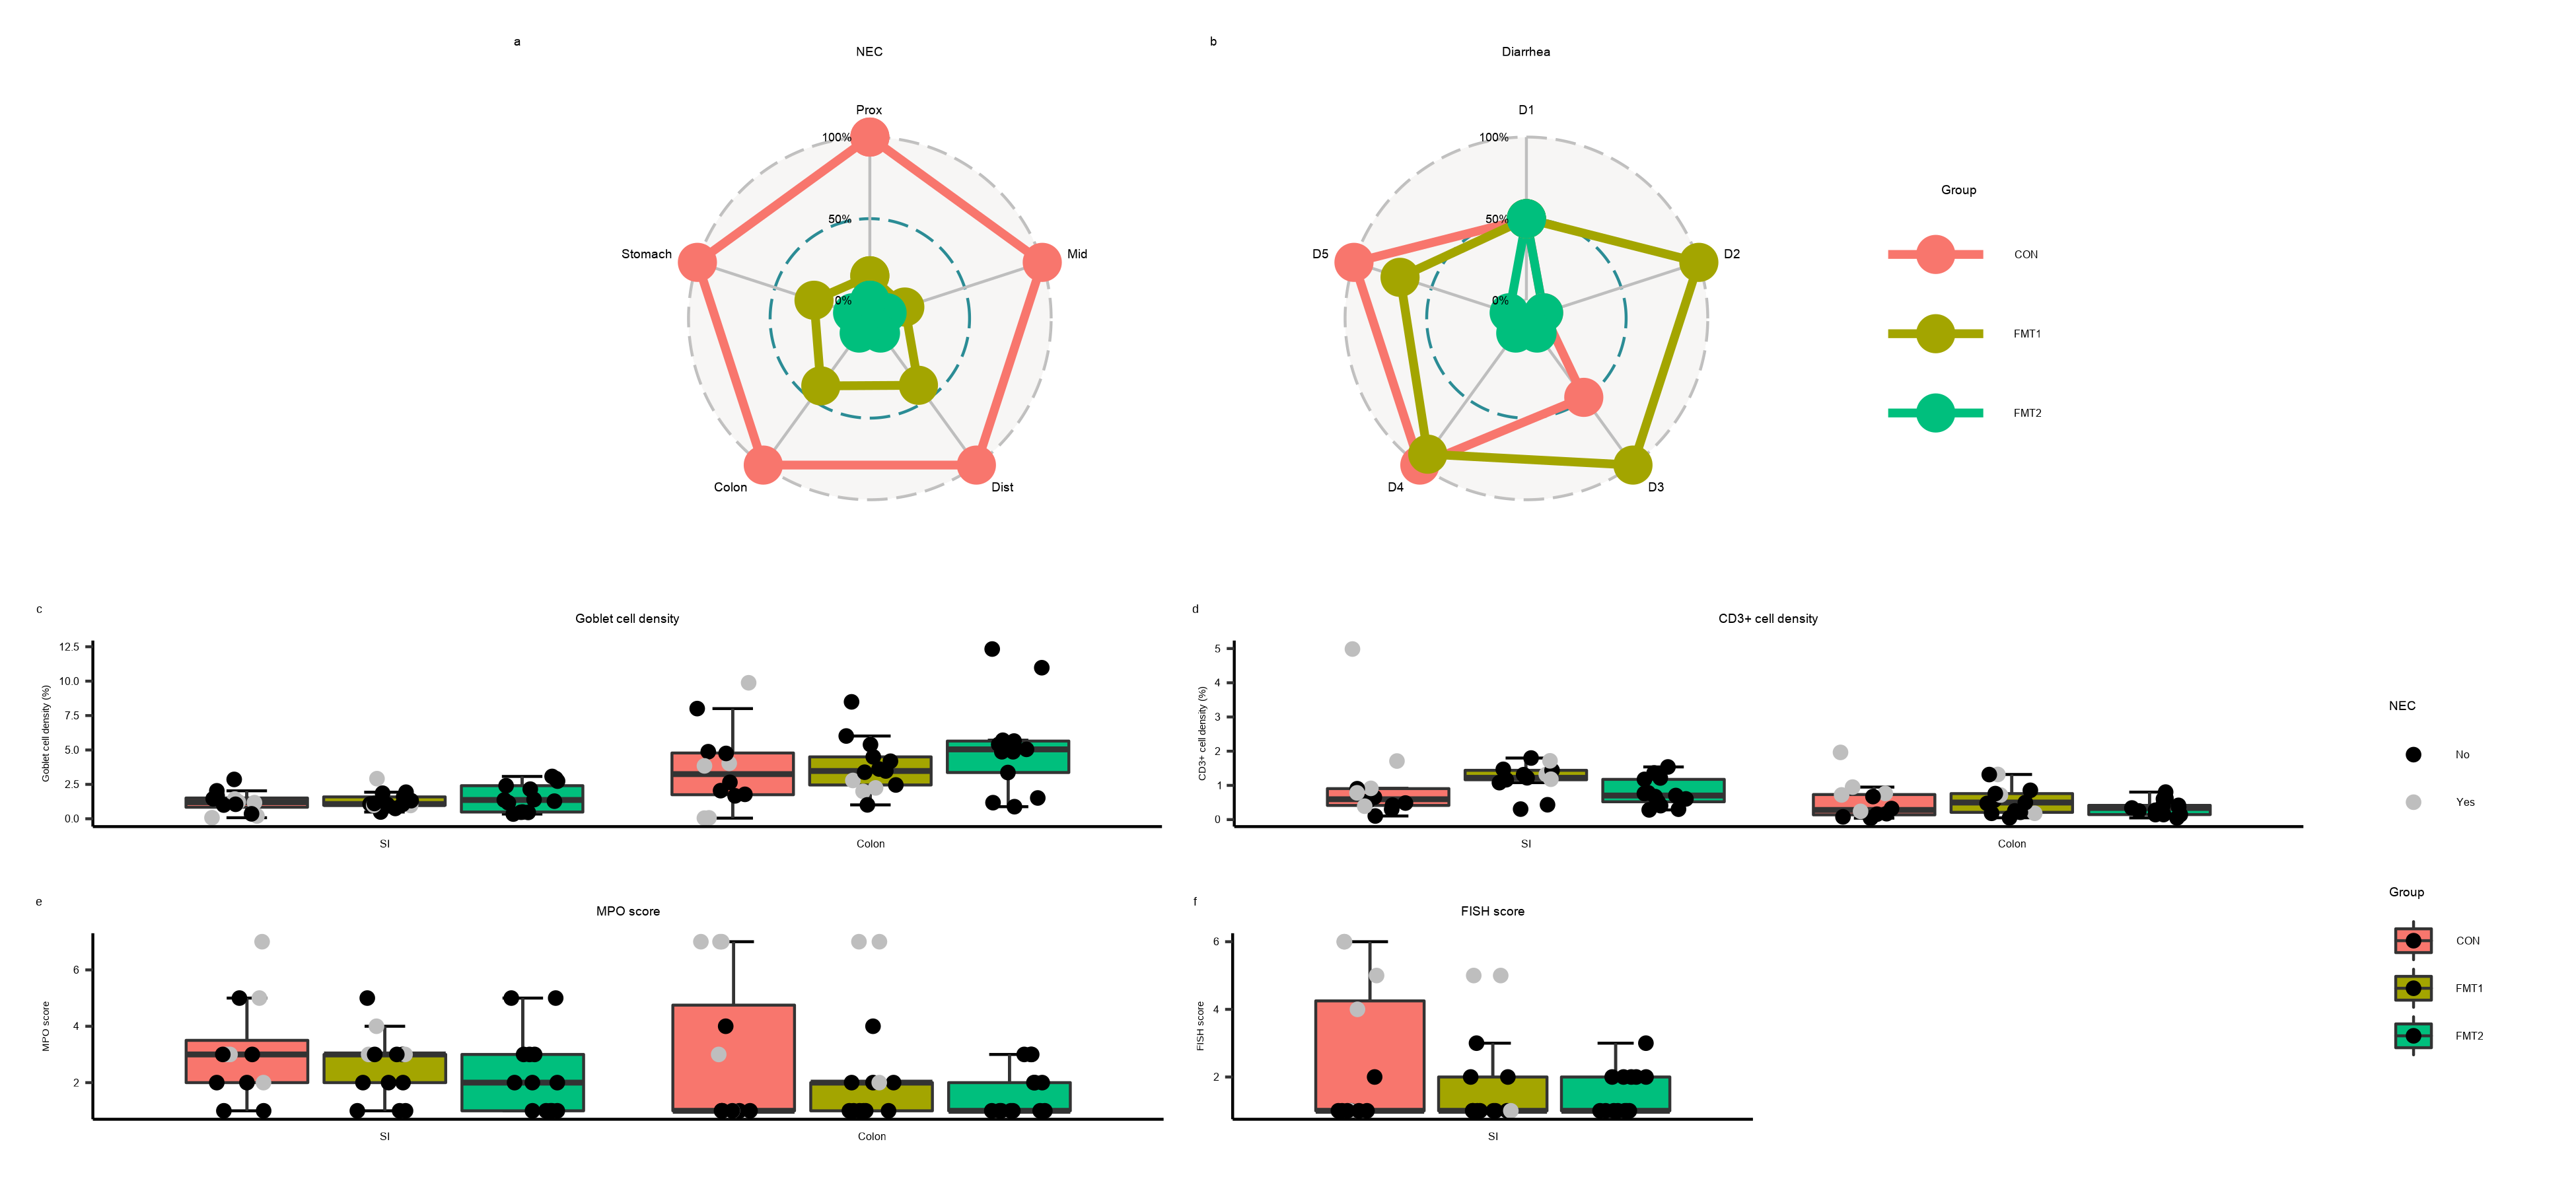 a
NEC
Prox
100%
50%
0%
Mid
Stomach
Colon
Dist
b
Diarrhea
D1
100%
50%
0%
D2
D5
D4
D3
Group
CON
FMT1
FMT2
c
Goblet cell density
Goblet cell density (%)
12.5
10.0
7.5
5.0
2.5
0.0
SI
Colon
d
CD3+ cell density
CD3+ cell density (%)
5
4
3
2
1
0
SI
Colon
NEC
No
Yes
e
MPO score
MPO score
6
4
2
SI
Colon
f
FISH score
FISH score
6
4
2
SI
Group
CON
FMT1
FMT2